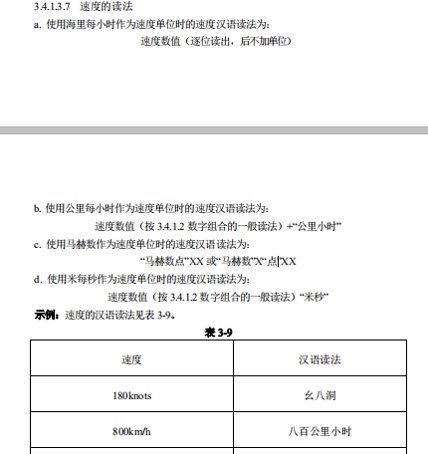 3.4.1.3.7 速度的读法
a. 使用海里每小时作为速度单位时的速度汉语读法为:
速度数值（逐位读出，后不加单位）
b. 使用公里每小时作为速度单位时的速度汉语读法为:
速度数值（按 3.4.1.2 数字组合的一般读法）+“公里小时”
c. 使用马赫数作为速度单位时的速度汉语读法为:
“马赫数点”XX 或“马赫数”X“点”XX
d. 使用米每秒作为速度单位时的速度汉语读法为:
速度数值（按 3.4.1.2 数字组合的一般读法）“米秒”
示例：速度的汉语读法见表 3-9。
表 3-9
速度 汉语读法
180knots 幺八洞
800km/h 八百公里小时